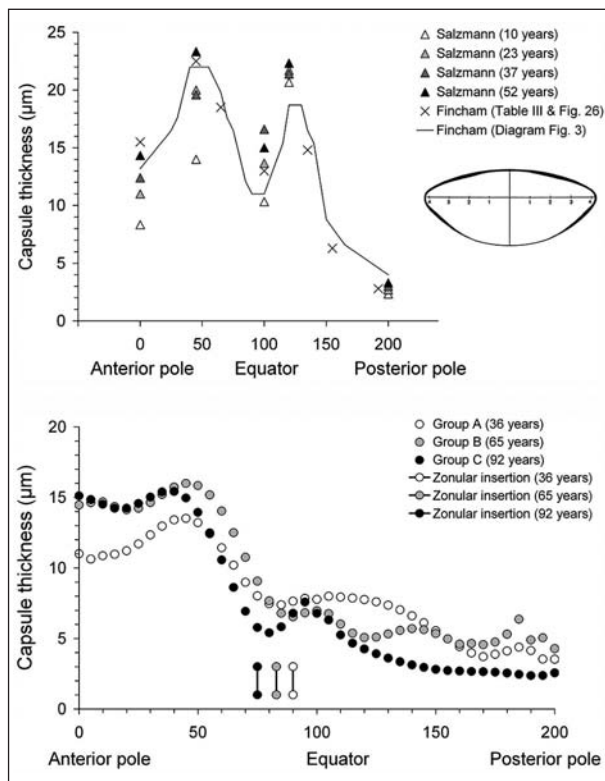 Capsule thickness (µm)
25
20
15
10
5
0
0 50 100 150 200
Anterior pole Equator Posterior pole
Salzmann (10 years)
Salzmann (23 years)
Salzmann (37 years)
Salzmann (52 years)
Fincham (Table III & Fig. 26)
Fincham (Diagram Fig. 3)
Capsule thickness (µm)
20
15
10
5
0
0 50 100 150 200
Anterior pole Equator Posterior pole
Group A (36 years)
Group B (65 years)
Group C (92 years)
Zonular insertion (36 years)
Zonular insertion (65 years)
Zonular insertion (92 years)